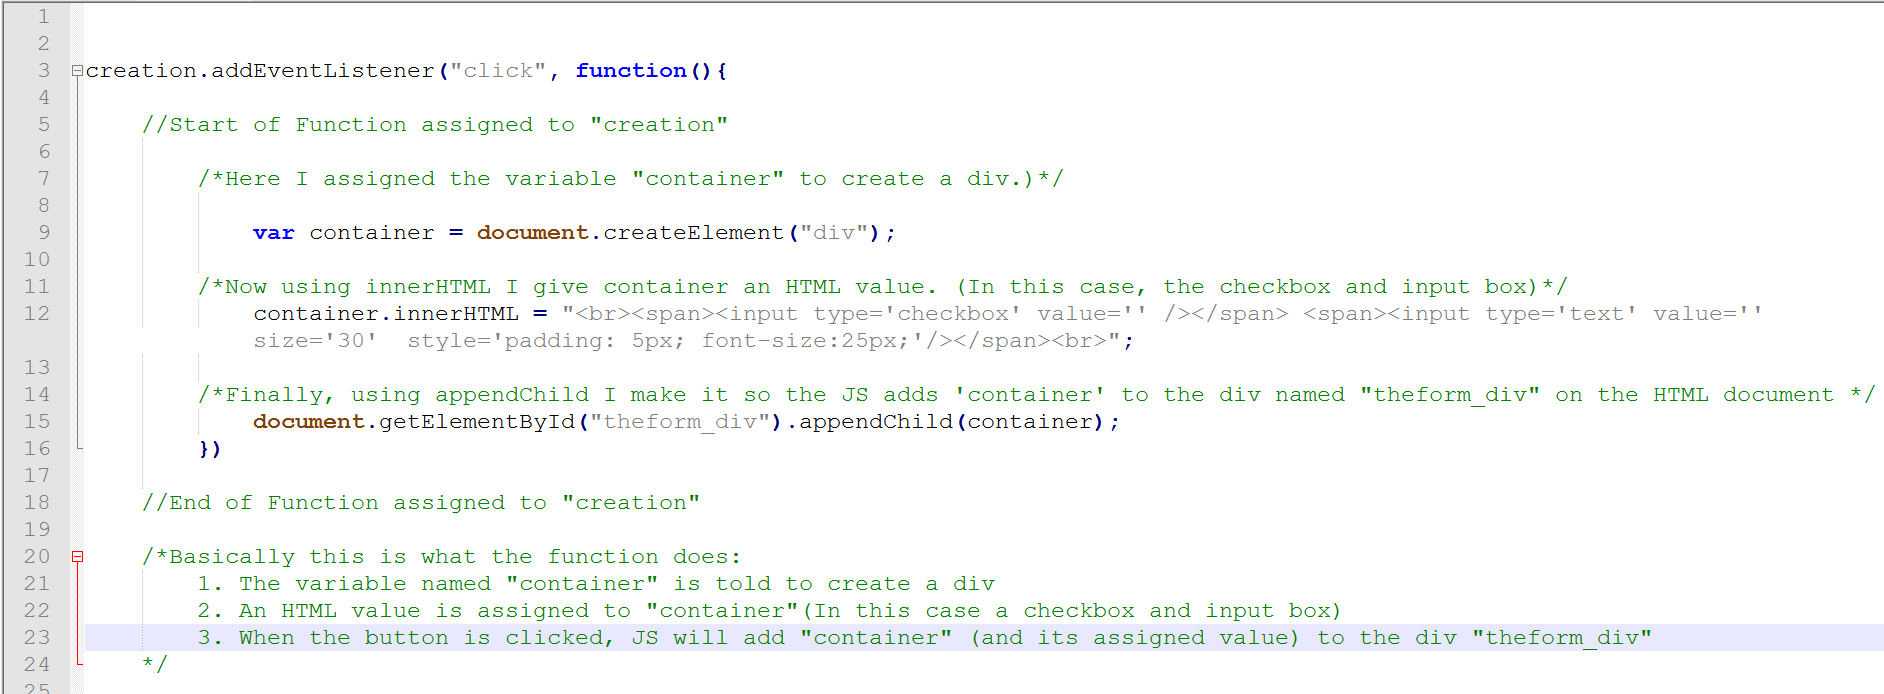 1
2
3 creation.addEventListener("click", function(){
4
5 //Start of Function assigned to "creation"
6
7 /*Here I assigned the variable "container" to create a div.)*/
8
9 var container = document.createElement("div");
10
11 /*Now using innerHTML I give container an HTML value. (In this case, the checkbox and input box)*/
12 container.innerHTML = "<br><span><input type='checkbox' value='' /></span> <span><input type='text' value=''
size='30'  style='padding: 5px; font-size:25px;'/></span><br>";
13
14 /*Finally, using appendChild I make it so the JS adds 'container' to the div named "theform_div" on the HTML document */
15 document.getElementById("theform_div").appendChild(container);
16 })
17
18 //End of Function assigned to "creation"
19
20 /*Basically this is what the function does:
21 1. The variable named "container" is told to create a div
22 2. An HTML value is assigned to "container"(In this case a checkbox and input box)
23 3. When the button is clicked, JS will add "container" (and its assigned value) to the div "theform_div"
24 */
25